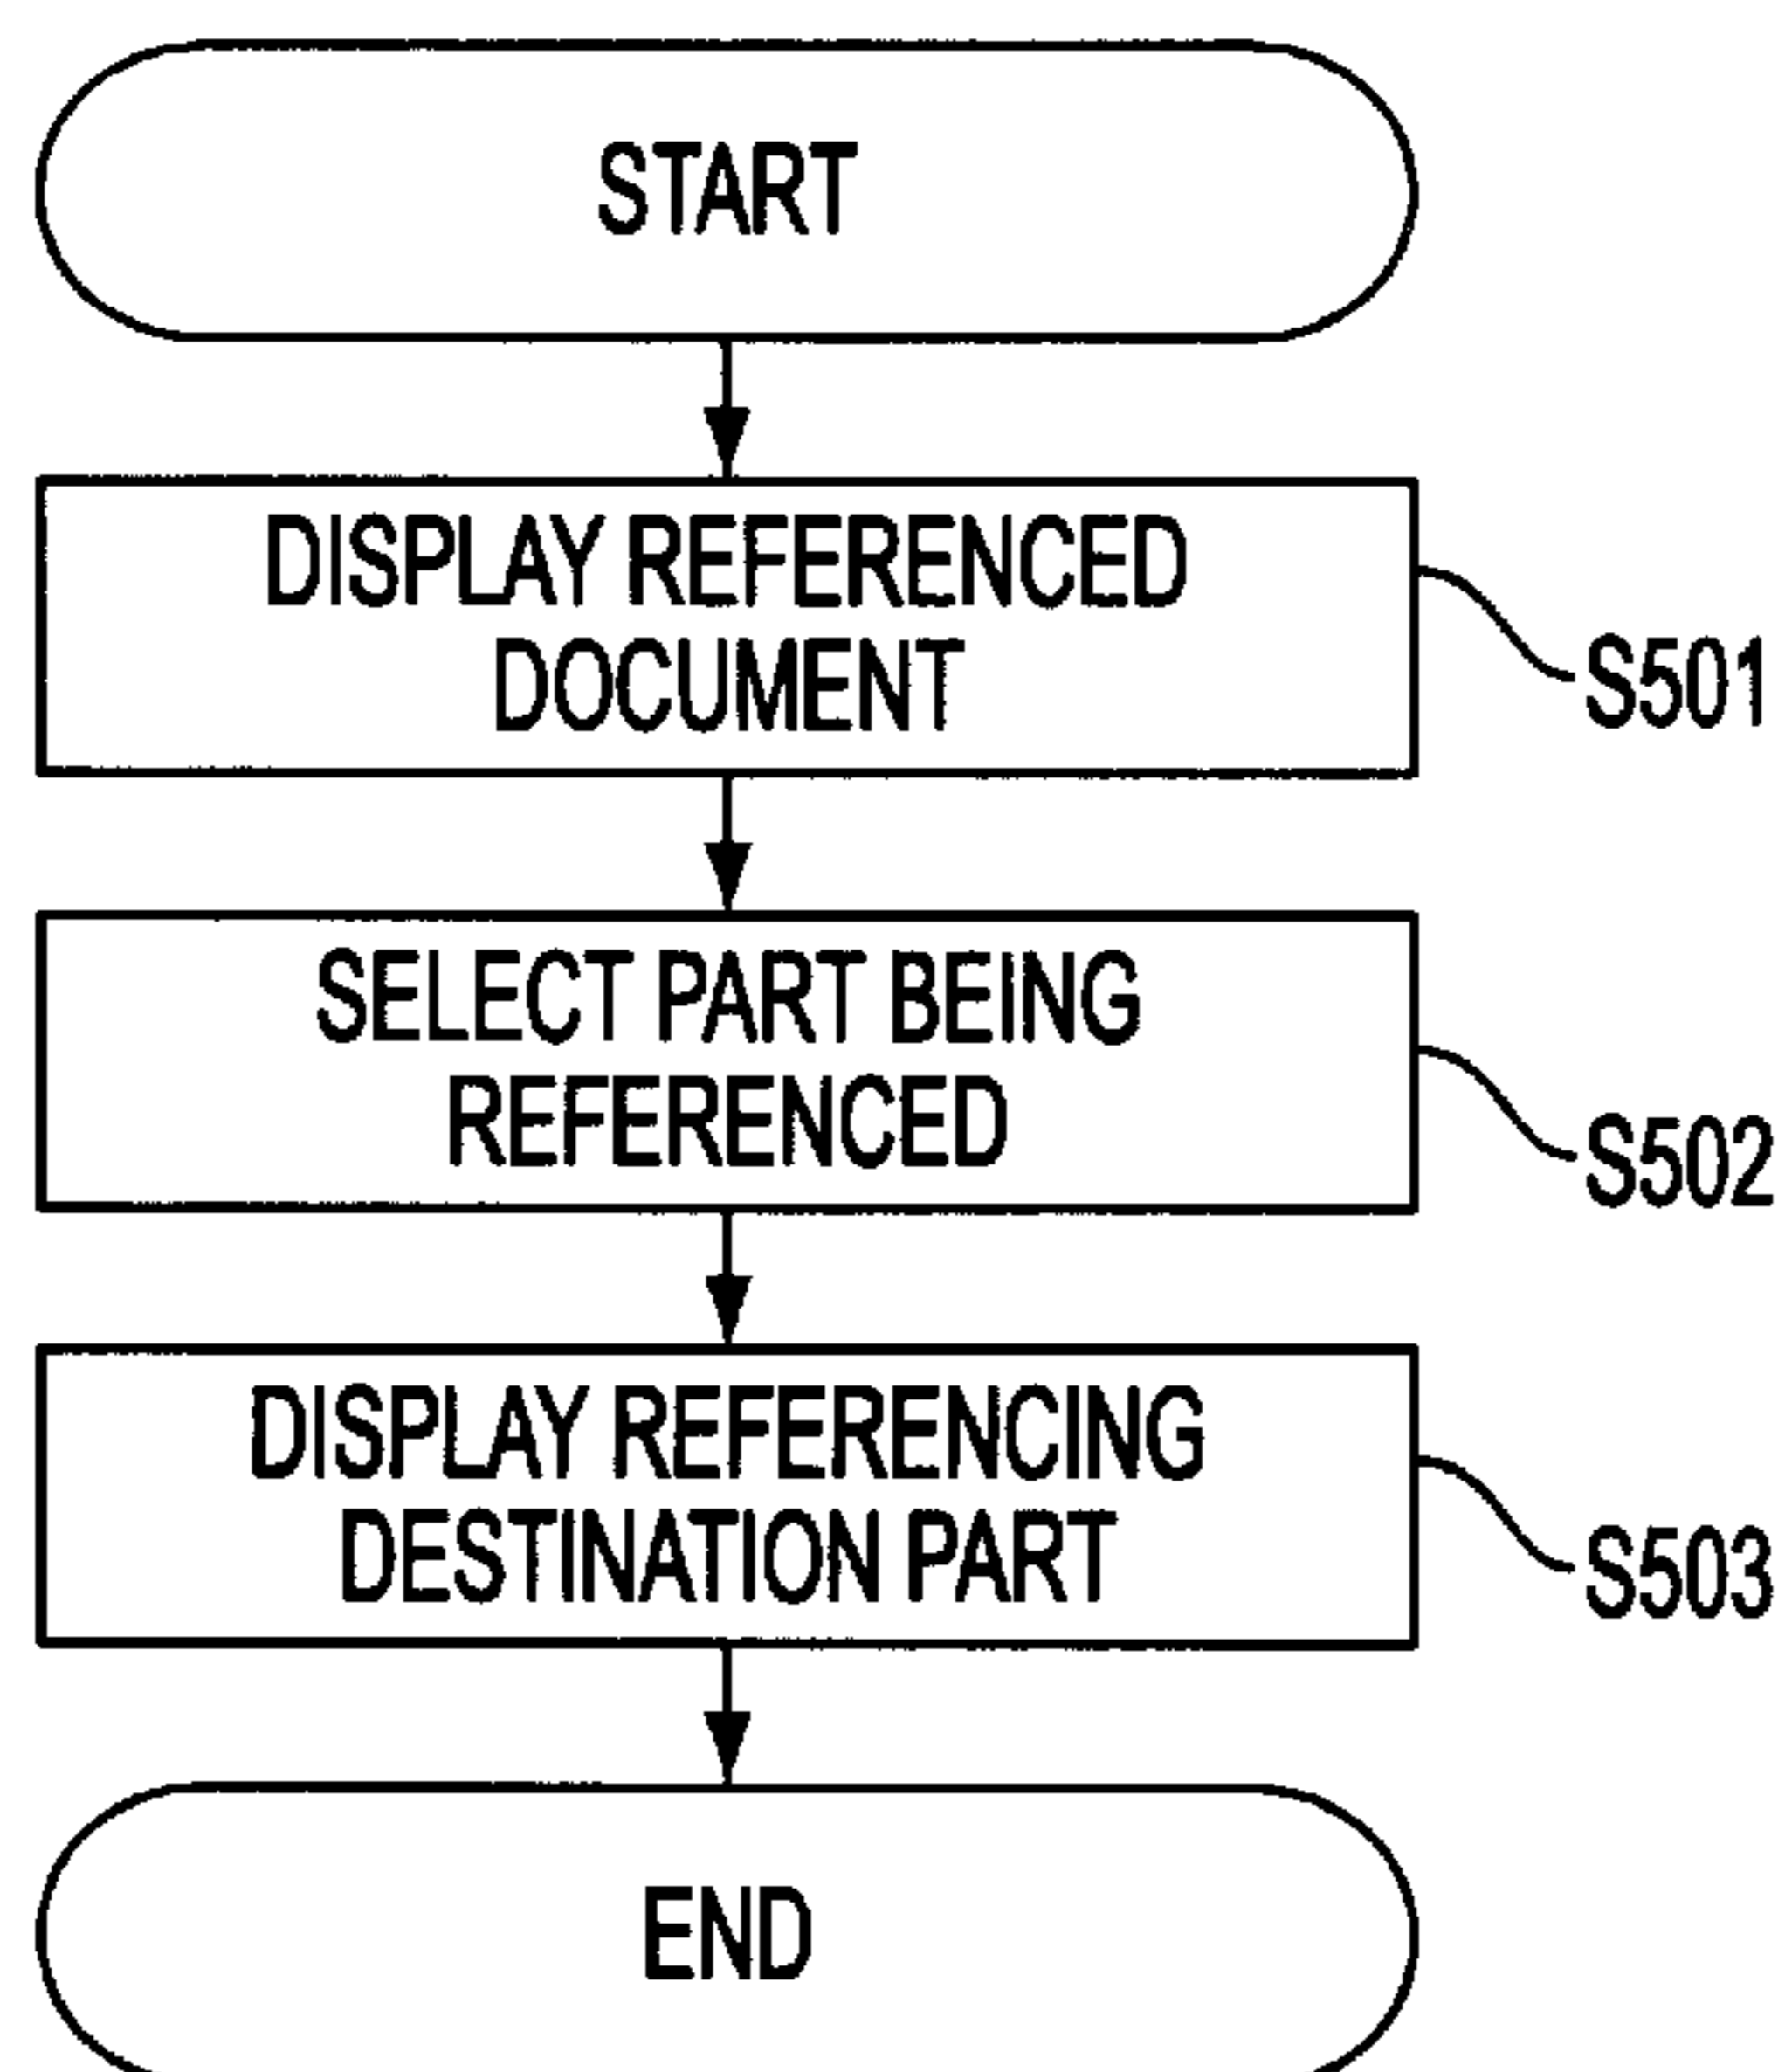 START
DISPLAY REFERENCED
DOCUMENT
S501
SELECT PART BEING
REFERENCED
S502
DISPLAY REFERENCING
DESTINATION PART
S503
END